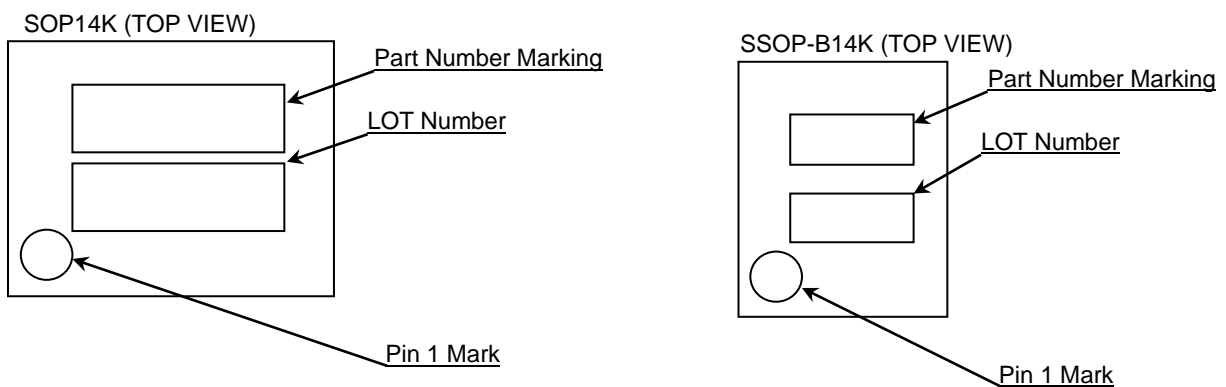 SOP14K (TOP VIEW)
Part Number Marking
LOT Number
Pin 1 Mark
SSOP-B14K (TOP VIEW)
Part Number Marking
LOT Number
Pin 1 Mark